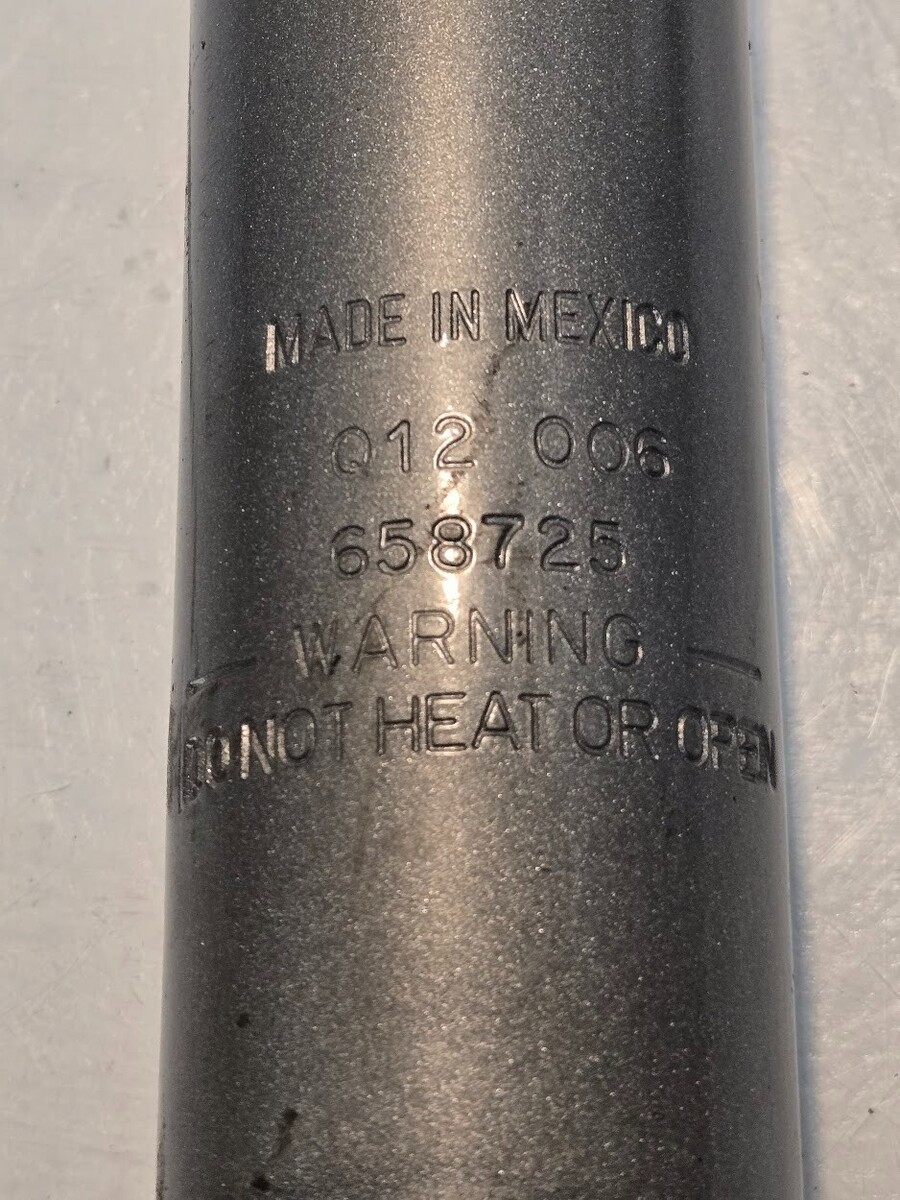 MADE IN MEXICO
Q12 006
658725
WARNING
DO NOT HEAT OR OPEN